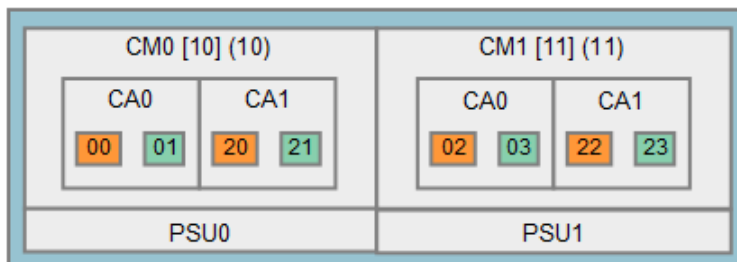 CM0 [10] (10) CM1 [11] (11)
CA0 CA1 CA0 CA1
00 01 20 21 02 03 22 23
PSU0 PSU1